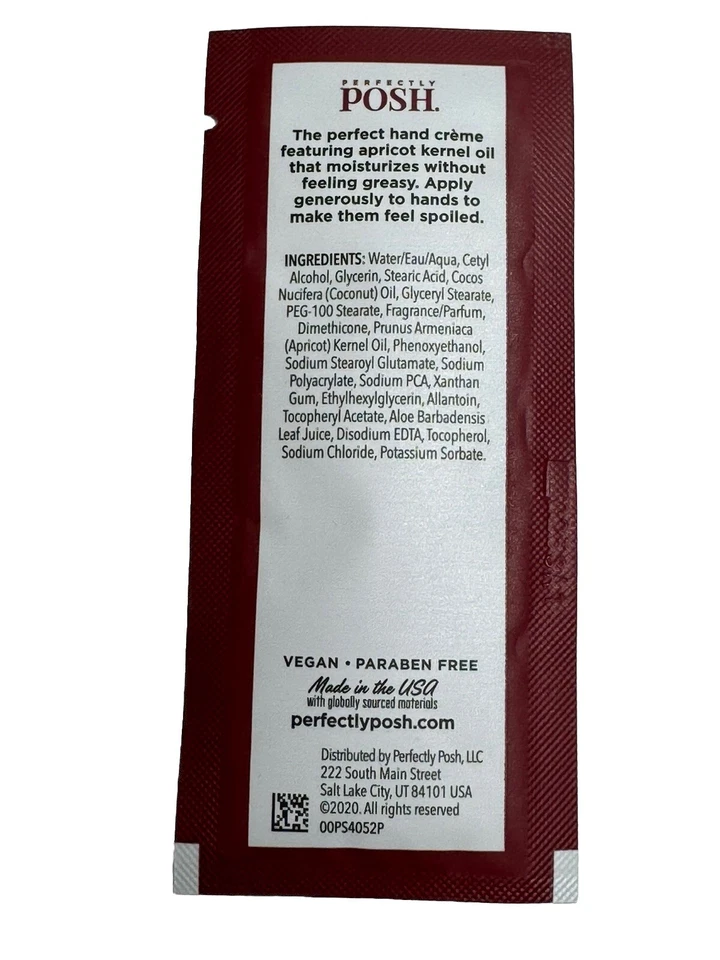 PERFECTLY
POSH.
The perfect hand crème
featuring apricot kernel oil
that moisturizes without
feeling greasy. Apply
generously to hands to
make them feel spoiled.
INGREDIENTS: Water/Eau/Aqua, Cetyl
Alcohol, Glycerin, Stearic Acid, Cocos
Nucifera (Coconut) Oil, Glyceryl Stearate,
PEG-100 Stearate, Fragrance/Parfum,
Dimethicone, Prunus Armeniaca
(Apricot) Kernel Oil, Phenoxyethanol,
Sodium Stearoyl Glutamate, Sodium
Polyacrylate, Sodium PCA, Xanthan
Gum, Ethylhexylglycerin, Allantoin,
Tocopheryl Acetate, Aloe Barbadensis
Leaf Juice, Disodium EDTA, Tocopherol,
Sodium Chloride, Potassium Sorbate.
VEGAN • PARABEN FREE
Made in the USA
with globally sourced materials
perfectlyposh.com
Distributed by Perfectly Posh, LLC
222 South Main Street
Salt Lake City, UT 84101 USA
©2020. All rights reserved
00PS4052P